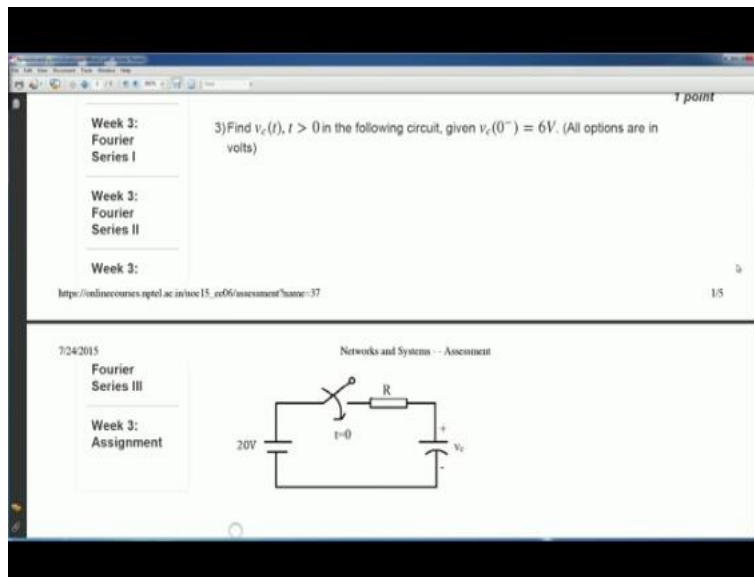 1 point
Week 3:
Fourier
Series I
3) Find v_c(t), t > 0 in the following circuit, given v_c(0⁻) = 6V. (All options are in
volts)
Week 3:
Fourier
Series II
Week 3:
https://onlinecourses.nptel.ac.in/noc15_ec06/assessment?name=37
1/5
7/24/2015
Networks and Systems - - Assessment
Fourier
Series III
Week 3:
Assignment
R
t=0
20V
+
v_c
-